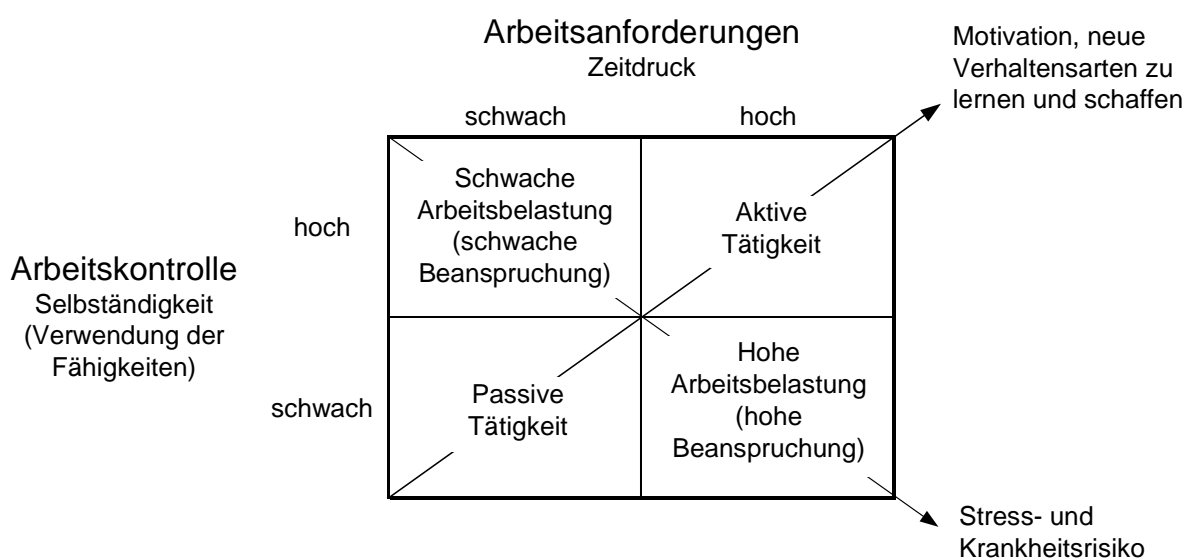 Arbeitsanforderungen
Zeitdruck
Motivation, neue
Verhaltensarten zu
lernen und schaffen
schwach
hoch
Arbeitskontrolle
Selbständigkeit
(Verwendung der
Fähigkeiten)
hoch
Schwache
Arbeitsbelastung
(schwache
Beanspruchung)
Aktive
Tätigkeit
schwach
Passive
Tätigkeit
Hohe
Arbeitsbelastung
(hohe
Beanspruchung)
Stress- und
Krankheitsrisiko